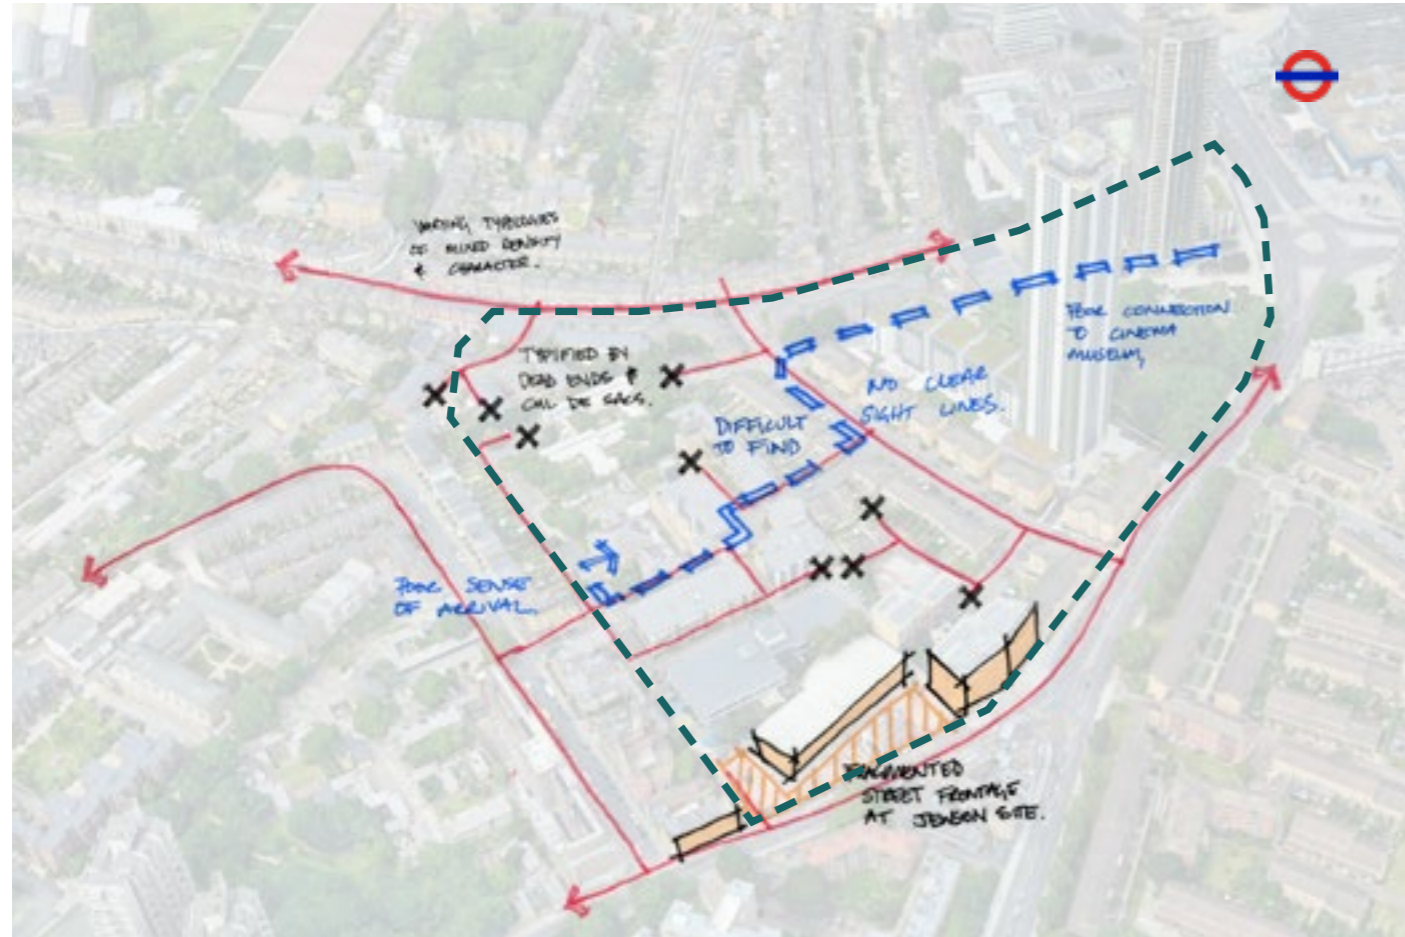 VARYING TYPOLOGIES
OF MIXED DENSITY
& CHARACTER.
TYPIFIED BY
DEAD ENDS &
CUL DE SACS.
POOR CONNECTION
TO CINEMA
MUSEUM,
NO CLEAR
SIGHT LINES.
DIFFICULT
TO FIND
POOR SENSE
OF ARRIVAL.
FRAGMENTED
STREET FRONTAGE
AT JEWSON SITE.